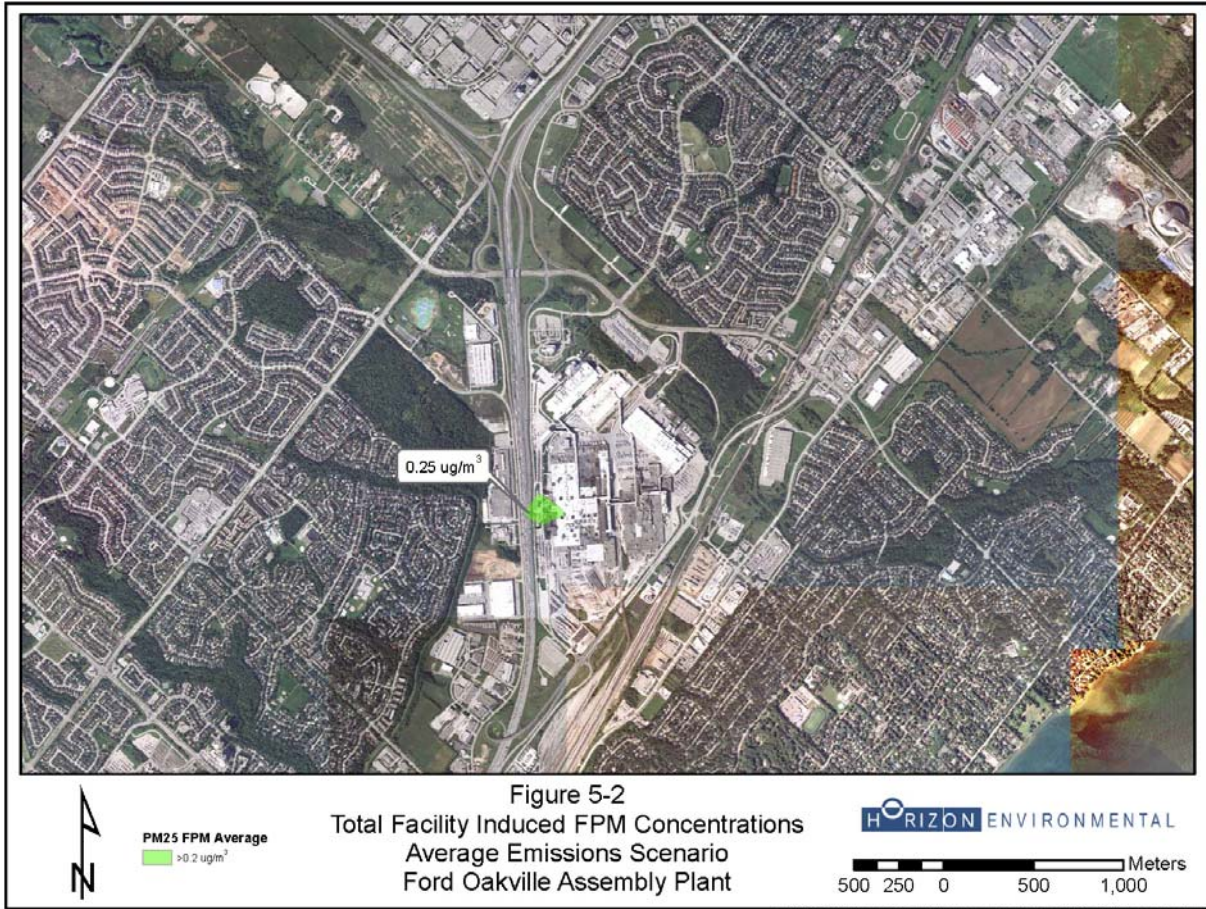 0.25 ug/m³
Figure 5-2
Total Facility Induced FPM Concentrations
Average Emissions Scenario
Ford Oakville Assembly Plant
N
PM25 FPM Average
>0.2 ug/m³
HORIZON ENVIRONMENTAL
Meters
500 250 0 500 1,000